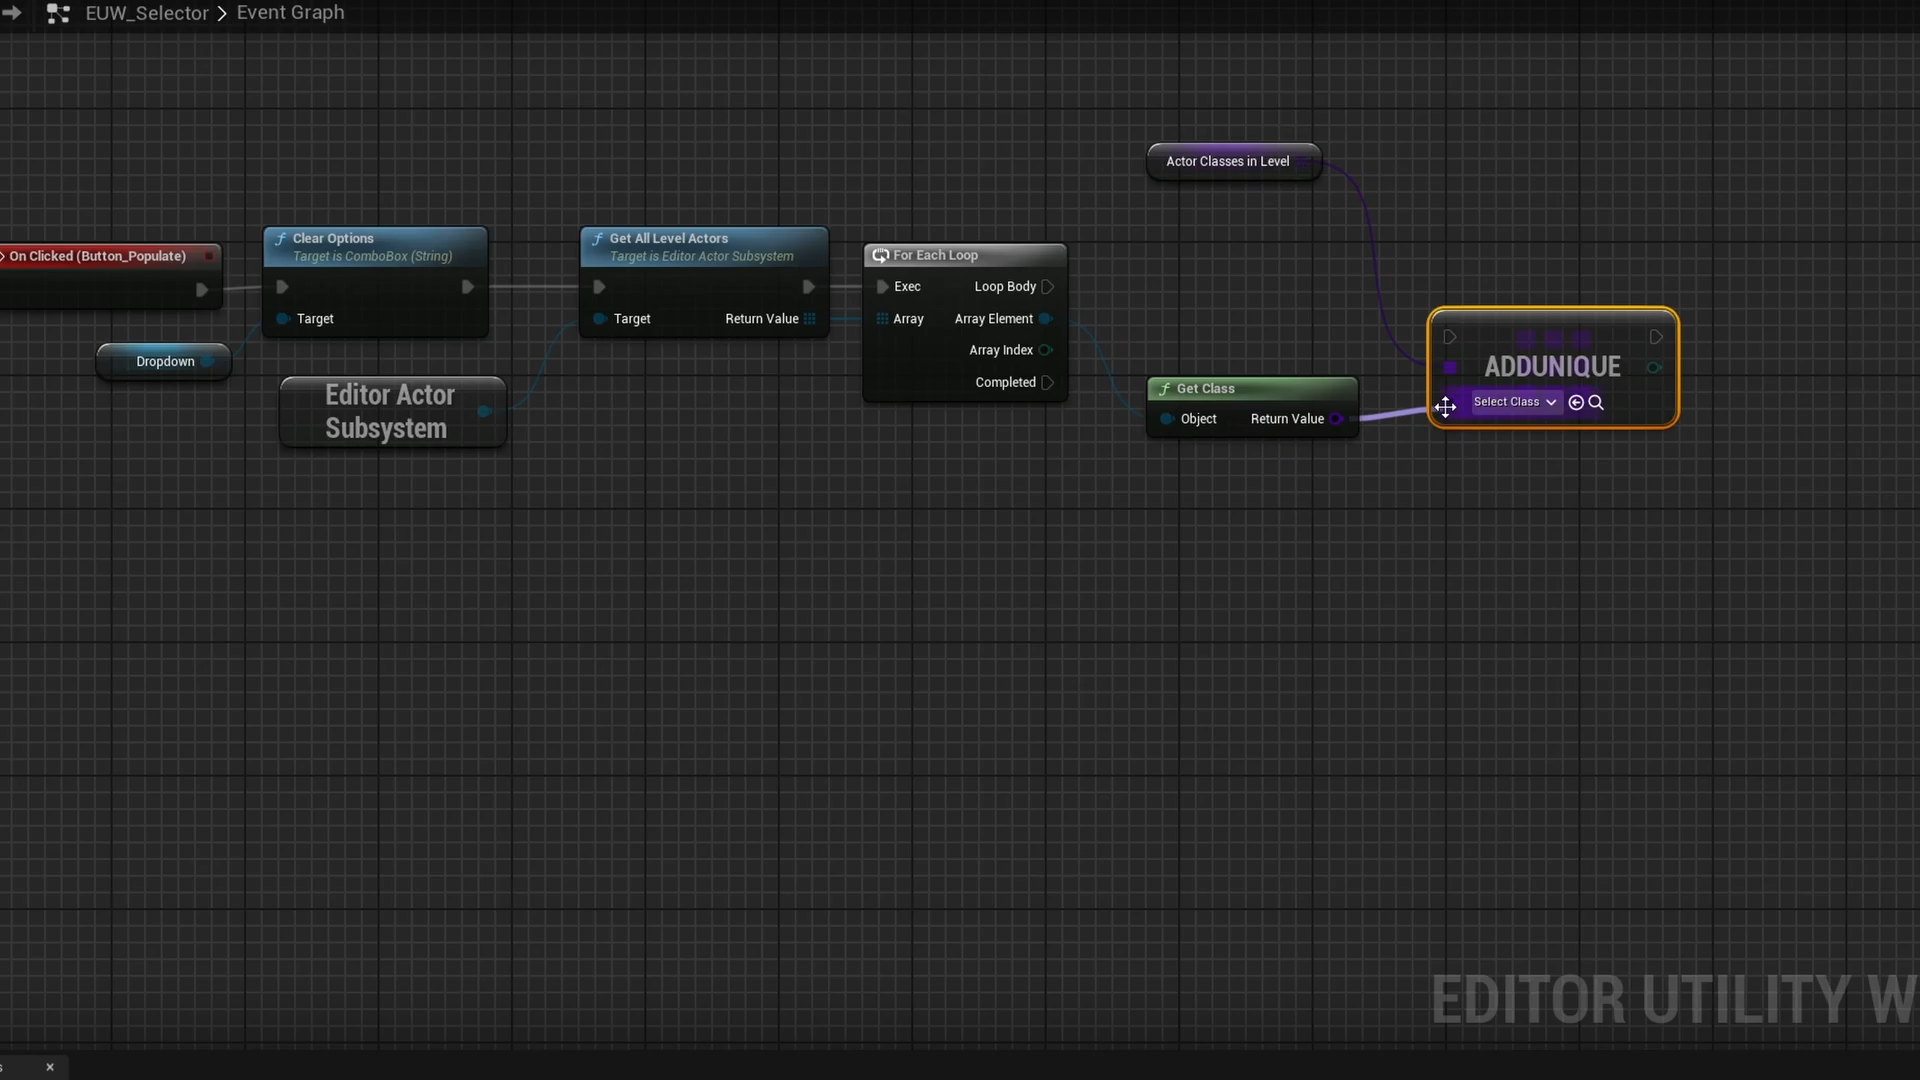 EUW_Selector > Event Graph
Actor Classes in Level
On Clicked (Button_Populate)
Clear Options
Target is ComboBox (String)
Target
Dropdown
Editor Actor
Subsystem
Get All Level Actors
Target is Editor Actor Subsystem
Target Return Value
For Each Loop
Exec Loop Body
Array Array Element
Array Index
Completed
Get Class
Object Return Value
ADDUNIQUE
Select Class
EDITOR UTILITY W
s